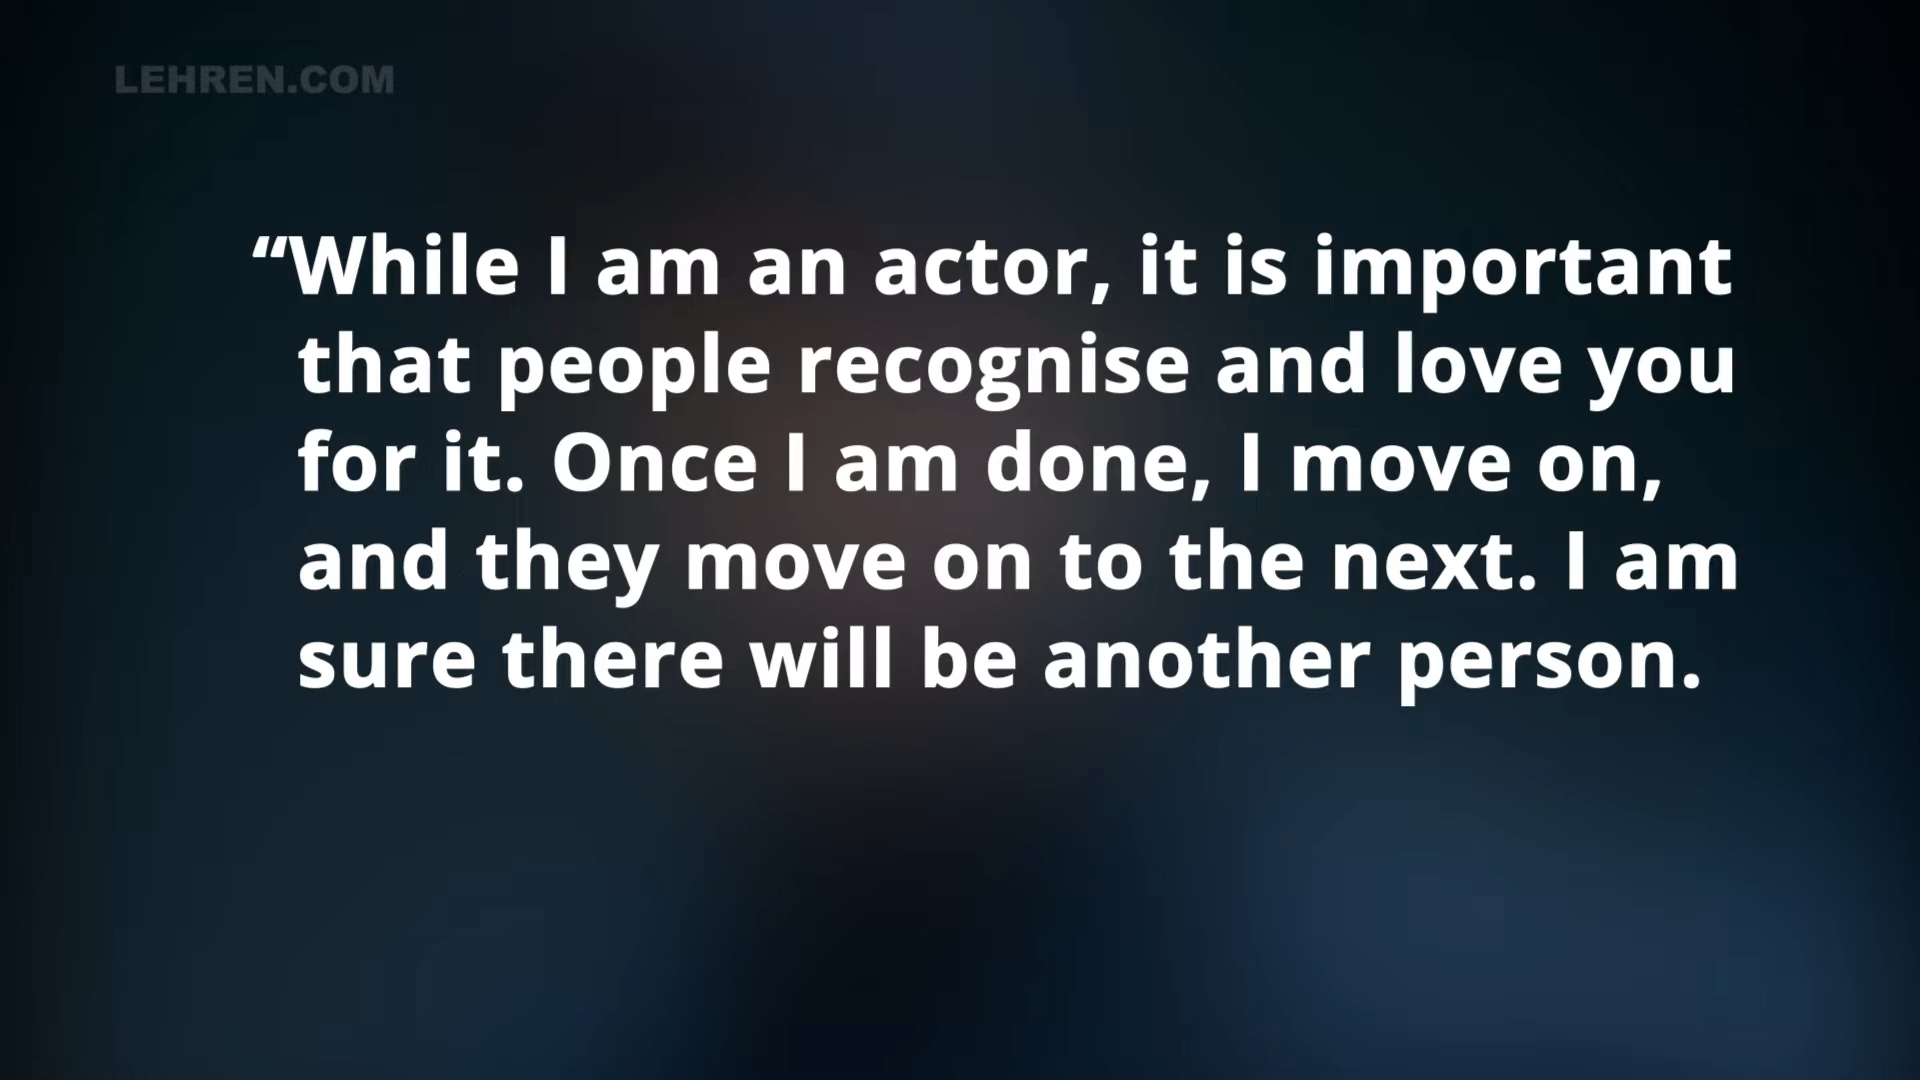 LEHREN.COM
“While I am an actor, it is important
that people recognise and love you
for it. Once I am done, I move on,
and they move on to the next. I am
sure there will be another person.